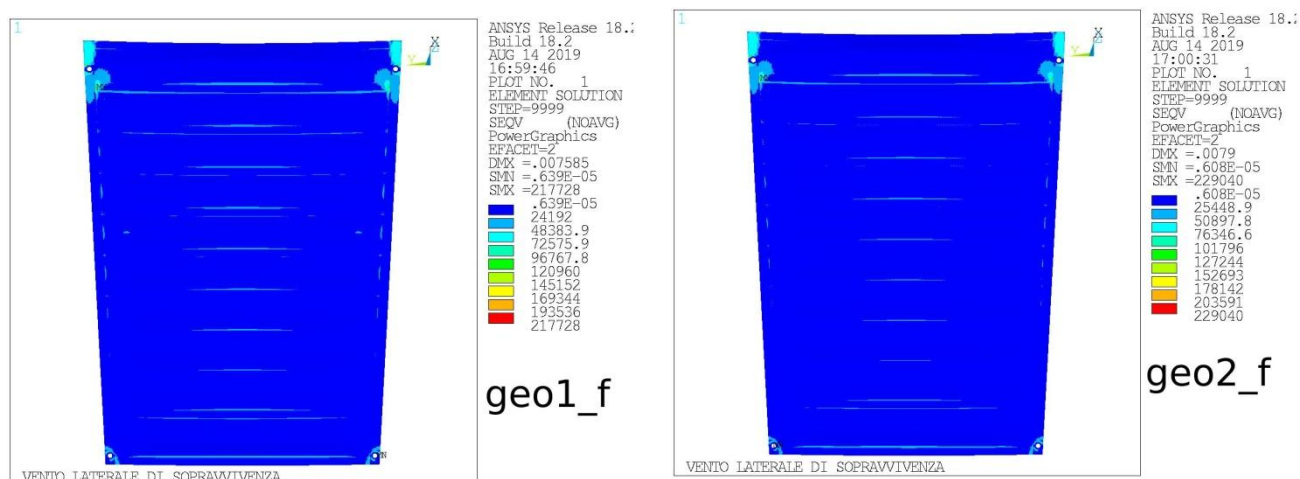 1
ANSYS Release 18.2
Build 18.2
AUG 14 2019
16:59:46
PLOT NO. 1
ELEMENT SOLUTION
STEP=9999
SEQV (NOAVG)
PowerGraphics
EFACET=2
DMX =.007585
SMN =.639E-05
SMX =217728
.639E-05
24192
48383.9
72575.9
96767.8
120960
145152
169344
193536
217728
X
Y
Z
MN
geo1_f
VENTO LATERALE DI SOPRAVVIVENZA
1
ANSYS Release 18.2
Build 18.2
AUG 14 2019
17:00:31
PLOT NO. 1
ELEMENT SOLUTION
STEP=9999
SEQV (NOAVG)
PowerGraphics
EFACET=2
DMX =.0079
SMN =.608E-05
SMX =229040
.608E-05
25448.9
50897.8
76346.6
101796
127244
152693
178142
203591
229040
X
Y
Z
geo2_f
VENTO LATERALE DI SOPRAVVIVENZA